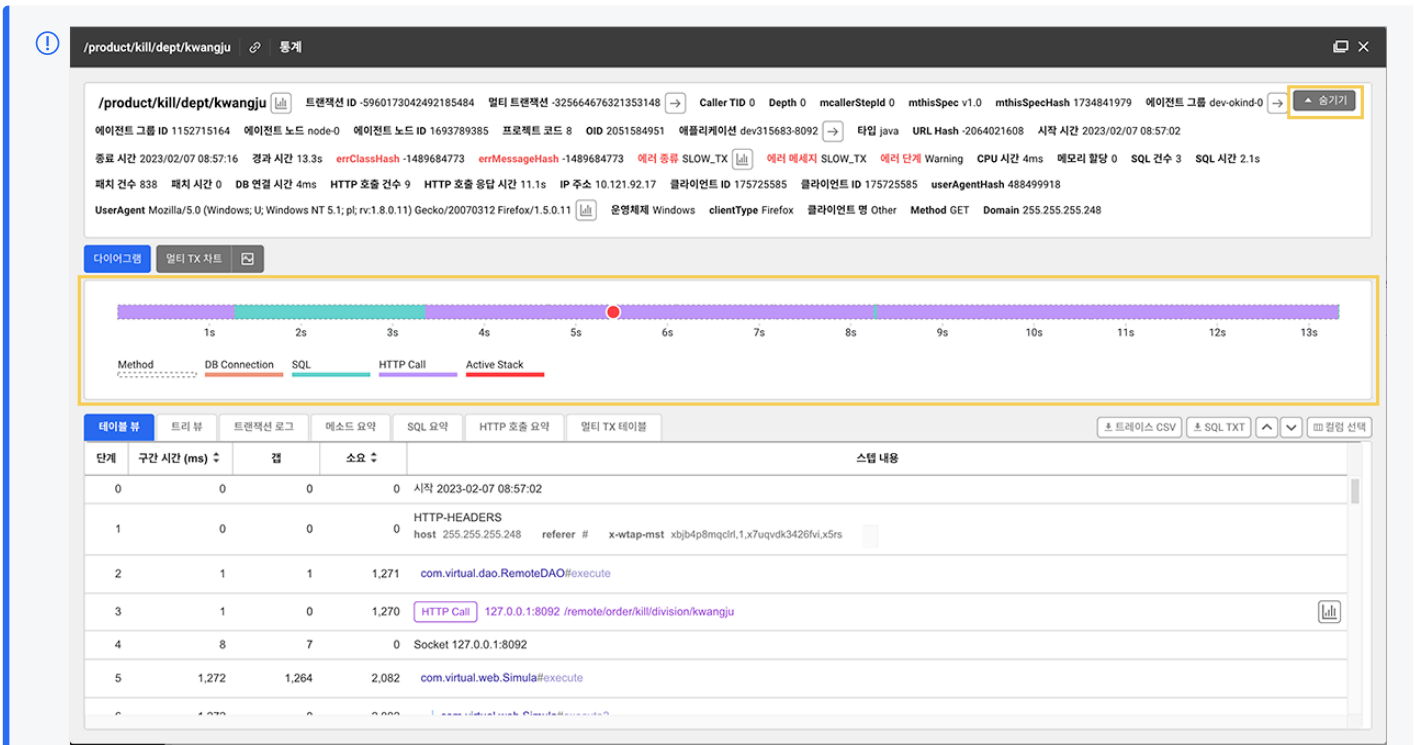 /product/kill/dept/kwangju 통계
/product/kill/dept/kwangju 트랜잭션 ID -5960173042492185484 멀티 트랜잭션 -325664676321353148 Caller TID 0 Depth 0 mcallerStepId 0 mthisSpec v1.0 mthisSpecHash 1734841979 에이전트 그룹 dev-okind-0 숨기기
에이전트 그룹 ID 1152715164 에이전트 노드 node-0 에이전트 노드 ID 1693789385 프로젝트 코드 8 OID 2051584951 애플리케이션 dev315683-8092 타입 java URL Hash -2064021608 시작 시간 2023/02/07 08:57:02
종료 시간 2023/02/07 08:57:16 경과 시간 13.3s errClassHash -1489684773 errMessageHash -1489684773 에러 종류 SLOW_TX 에러 메세지 SLOW_TX 에러 단계 Warning CPU 시간 4ms 메모리 할당 0 SQL 건수 3 SQL 시간 2.1s
패치 건수 838 패치 시간 0 DB 연결 시간 4ms HTTP 호출 건수 9 HTTP 호출 응답 시간 11.1s IP 주소 10.121.92.17 클라이언트 ID 175725585 클라이언트 ID 175725585 userAgentHash 488499918
UserAgent Mozilla/5.0 (Windows; U; Windows NT 5.1; pl; rv:1.8.0.11) Gecko/20070312 Firefox/1.5.0.11 운영체제 Windows clientType Firefox 클라이언트 명 Other Method GET Domain 255.255.255.248
다이어그램 멀티 TX 차트
1s 2s 3s 4s 5s 6s 7s 8s 9s 10s 11s 12s 13s
Method DB Connection SQL HTTP Call Active Stack
테이블 뷰 트리 뷰 트랜잭션 로그 메소드 요약 SQL 요약 HTTP 호출 요약 멀티 TX 테이블 트레이스 CSV SQL TXT 컬럼 선택
단계 구간 시간 (ms) 갭 소요 스텝 내용
0 0 0 0 시작 2023-02-07 08:57:02
HTTP-HEADERS
1 0 0 0 host 255.255.255.248 referer # x-wtap-mst xbjb4p8mqclrl,1,x7uqvdk3426fvi,x5rs
2 1 1 1,271 com.virtual.dao.RemoteDAO#execute
3 1 0 1,270 HTTP Call 127.0.0.1:8092 /remote/order/kill/division/kwangju
4 8 7 0 Socket 127.0.0.1:8092
5 1,272 1,264 2,082 com.virtual.web.Simula#execute